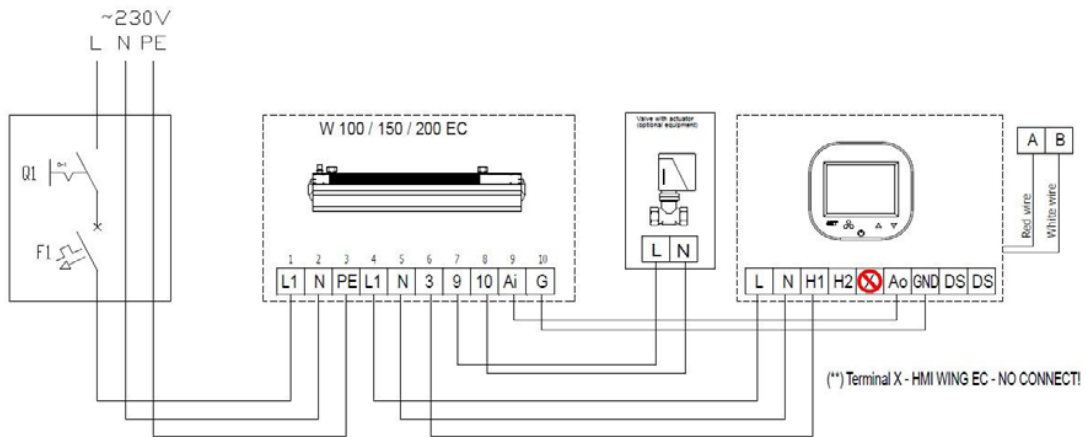 ~230V
L N PE
Q1
F1
W 100 / 150 / 200 EC
1 2 3 4 5 6 7 8 9 10
L1 N PE L1 N 3 9 10 Ai G
Valve with actuator
(optional equipment)
L N
L N H1 H2 X Ao GND DS DS
A B
Red wire
White wire
(**) Terminal X - HMI WING EC - NO CONNECT!